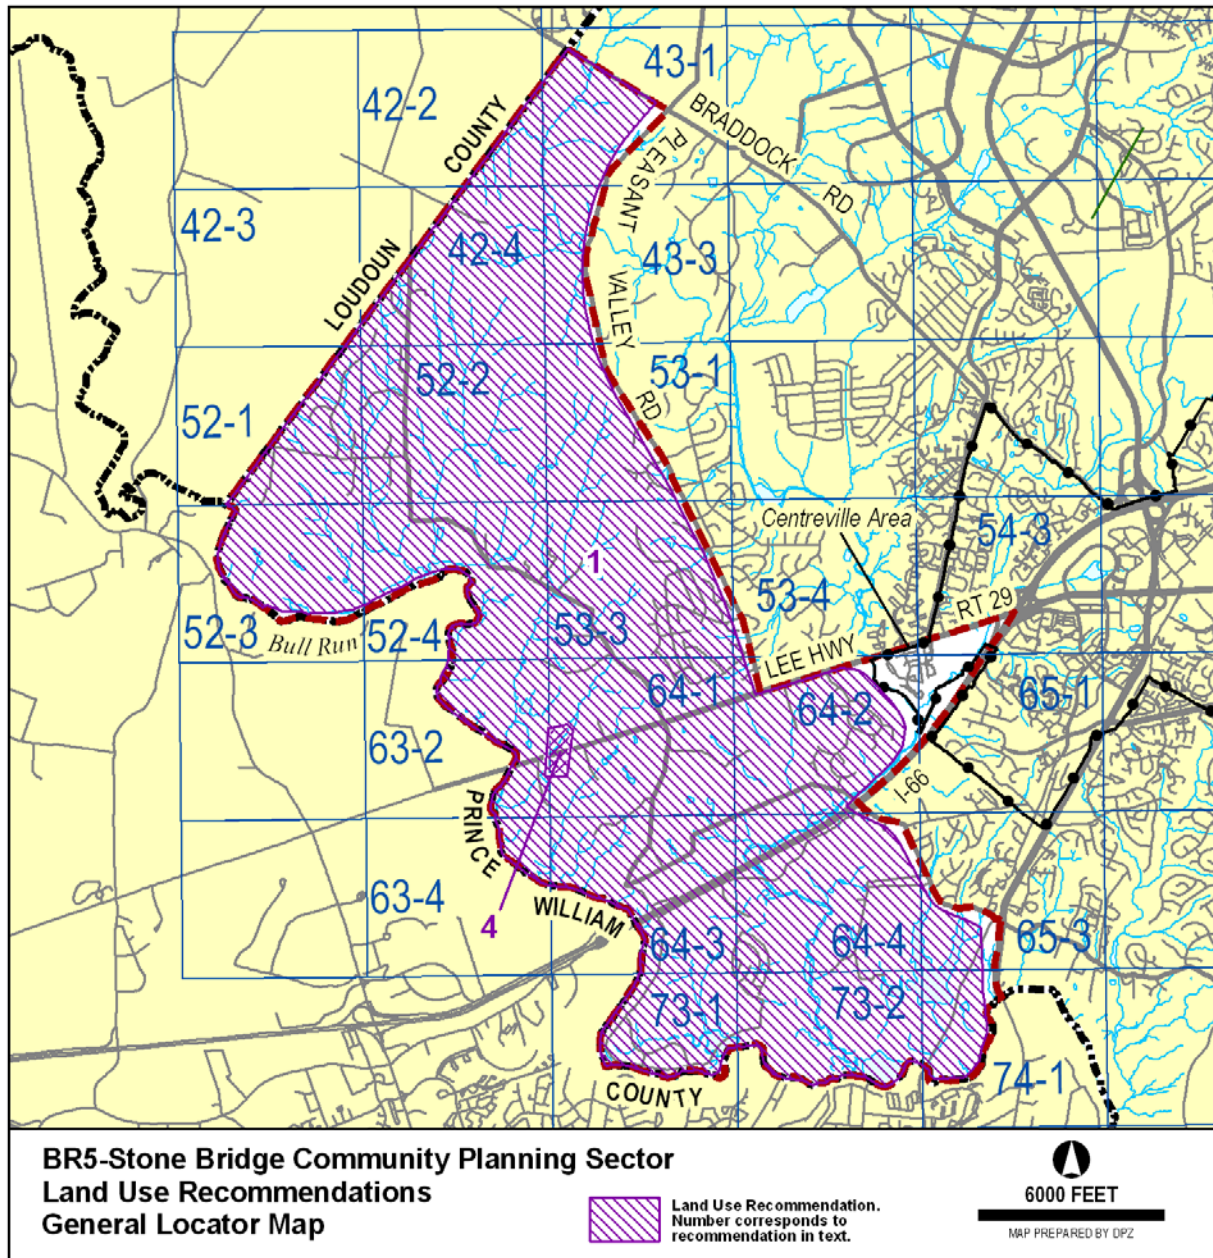 43-1
42-2
BRADDOCK RD
COUNTY
PLEASANT VALLEY RD
42-3
42-4
43-3
LOUDOUN
52-2
53-1
52-1
Centreville Area
54-3
1
53-4
RT 29
52-3
Bull Run
52-4
53-3
LEE HWY
64-1
64-2
65-1
63-2
I-66
PRINCE
63-4
4
WILLIAM
64-3
64-4
65-3
73-1
73-2
74-1
COUNTY
BR5-Stone Bridge Community Planning Sector
Land Use Recommendations
General Locator Map
Land Use Recommendation.
Number corresponds to
recommendation in text.
6000 FEET
MAP PREPARED BY DPZ